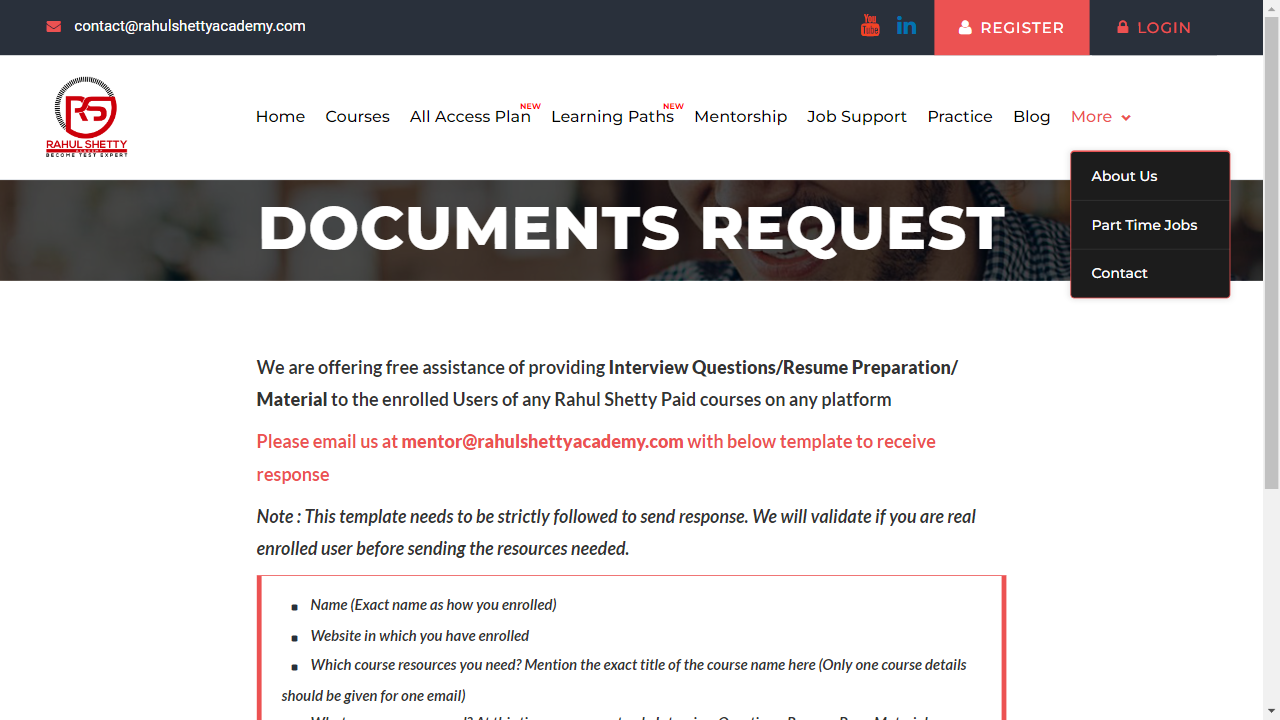 contact@rahulshettyacademy.com
You
Tube
in
REGISTER
LOGIN
RS
RAHUL SHETTY
ACADEMY
BECOME TEST EXPERT
Home
Courses
All Access Plan NEW
Learning Paths NEW
Mentorship
Job Support
Practice
Blog
More
About Us
Part Time Jobs
Contact
DOCUMENTS REQUEST
We are offering free assistance of providing Interview Questions/Resume Preparation/
Material to the enrolled Users of any Rahul Shetty Paid courses on any platform
Please email us at mentor@rahulshettyacademy.com with below template to receive
response
Note : This template needs to be strictly followed to send response. We will validate if you are real
enrolled user before sending the resources needed.
Name (Exact name as how you enrolled)
Website in which you have enrolled
Which course resources you need? Mention the exact title of the course name here (Only one course details
should be given for one email)